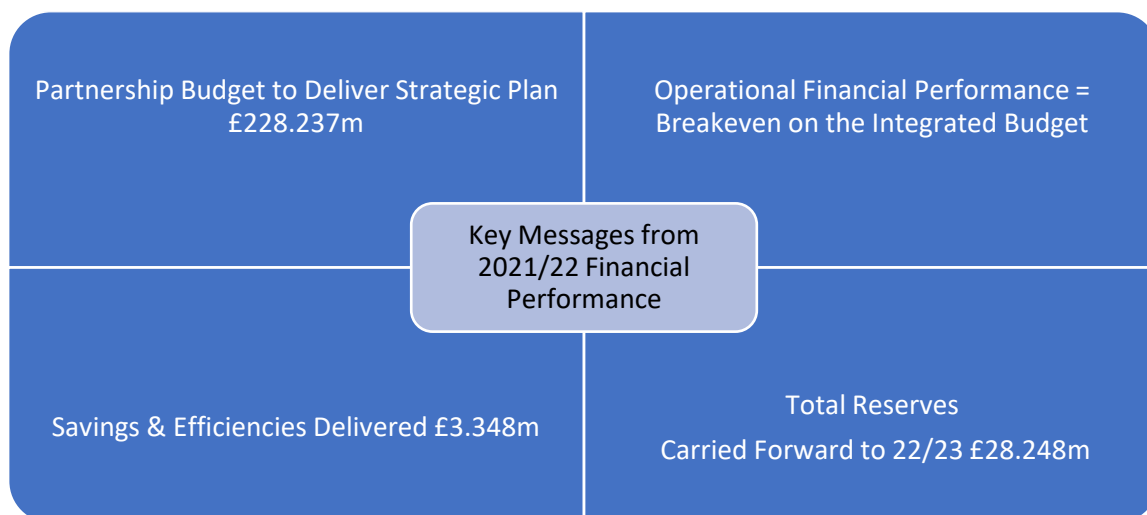 Partnership Budget to Deliver Strategic Plan
£228.237m
Operational Financial Performance =
Breakeven on the Integrated Budget
Key Messages from
2021/22 Financial
Performance
Savings & Efficiencies Delivered £3.348m
Total Reserves
Carried Forward to 22/23 £28.248m